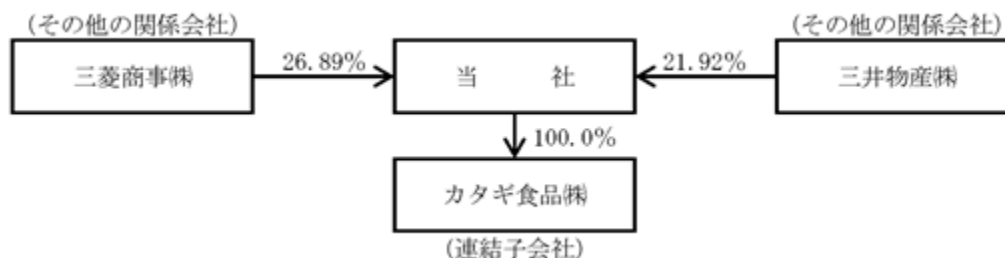 (その他の関係会社)
三菱商事㈱
26.89%
当　　社
21.92%
(その他の関係会社)
三井物産㈱
100.0%
カタギ食品㈱
(連結子会社)